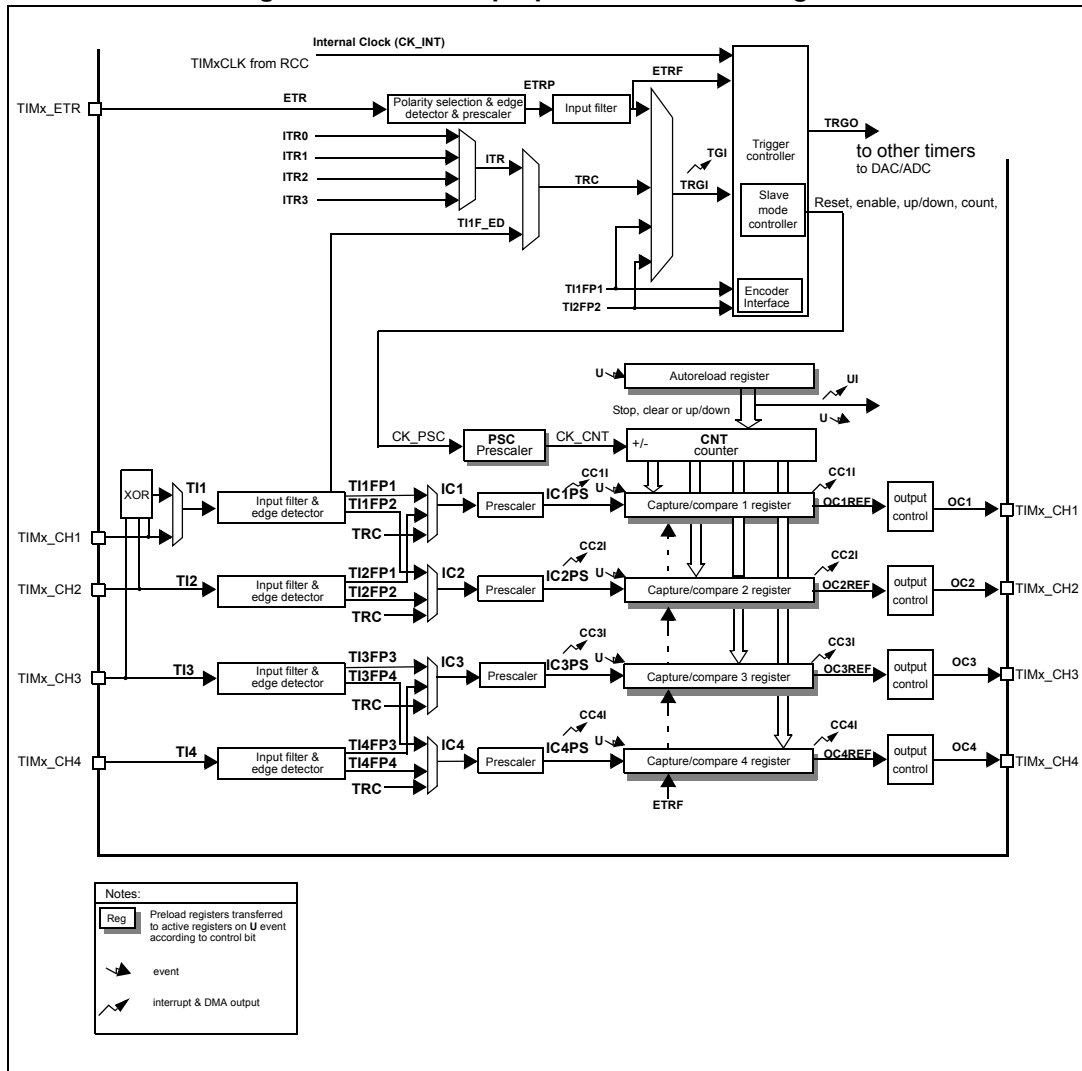 Internal Clock (CK_INT)
TIMxCLK from RCC
ETRF
TIMx_ETR
ETR
Polarity selection & edge
detector & prescaler
ETRP
Input filter
Trigger
controller
TRGO
to other timers
to DAC/ADC
ITR0
ITR1
ITR2
ITR3
ITR
TRC
TGI
TRGI
TI1F_ED
Slave
mode
controller
Reset, enable, up/down, count,
TI1FP1
TI2FP2
Encoder
Interface
U
Autoreload register
UI
U
Stop, clear or up/down
CK_PSC
PSC
Prescaler
CK_CNT
+/-
CNT
counter
XOR
TI1
Input filter &
edge detector
TI1FP1
TI1FP2
TRC
IC1
Prescaler
CC1I
IC1PS
U
Capture/compare 1 register
CC1I
OC1REF
output
control
OC1
TIMx_CH1
TIMx_CH1
TIMx_CH2
TI2
Input filter &
edge detector
TI2FP1
TI2FP2
TRC
IC2
Prescaler
CC2I
IC2PS
U
Capture/compare 2 register
CC2I
OC2REF
output
control
OC2
TIMx_CH2
TIMx_CH3
TI3
Input filter &
edge detector
TI3FP3
TI3FP4
TRC
IC3
Prescaler
CC3I
IC3PS
U
Capture/compare 3 register
CC3I
OC3REF
output
control
OC3
TIMx_CH3
TIMx_CH4
TI4
Input filter &
edge detector
TI4FP3
TI4FP4
TRC
IC4
Prescaler
CC4I
IC4PS
U
Capture/compare 4 register
CC4I
OC4REF
output
control
OC4
TIMx_CH4
ETRF
Notes:
Reg
Preload registers transferred
to active registers on U event
according to control bit
event
interrupt & DMA output